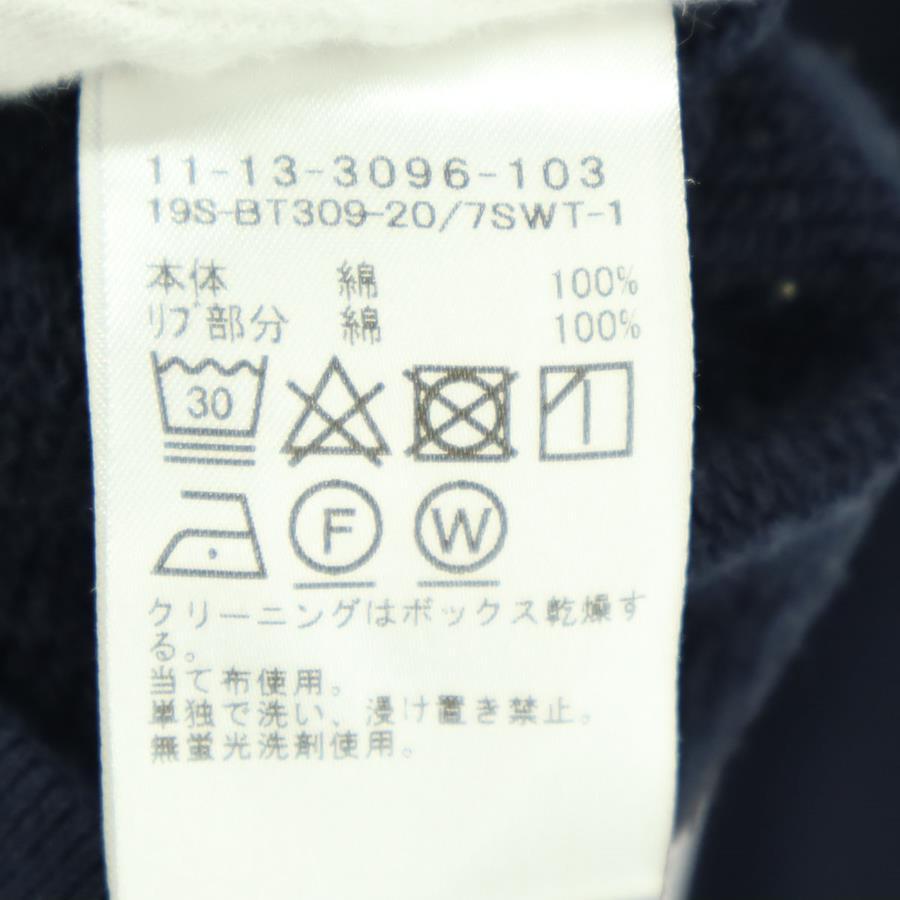 11-13-3096-103
19S-BT309-20/7SWT-1
本体 綿 100%
ﾘﾌﾞ部分 綿 100%
30
F W
クリーニングはボックス乾燥す
る。
当て布使用。
単独で洗い、浸け置き禁止。
無蛍光洗剤使用。